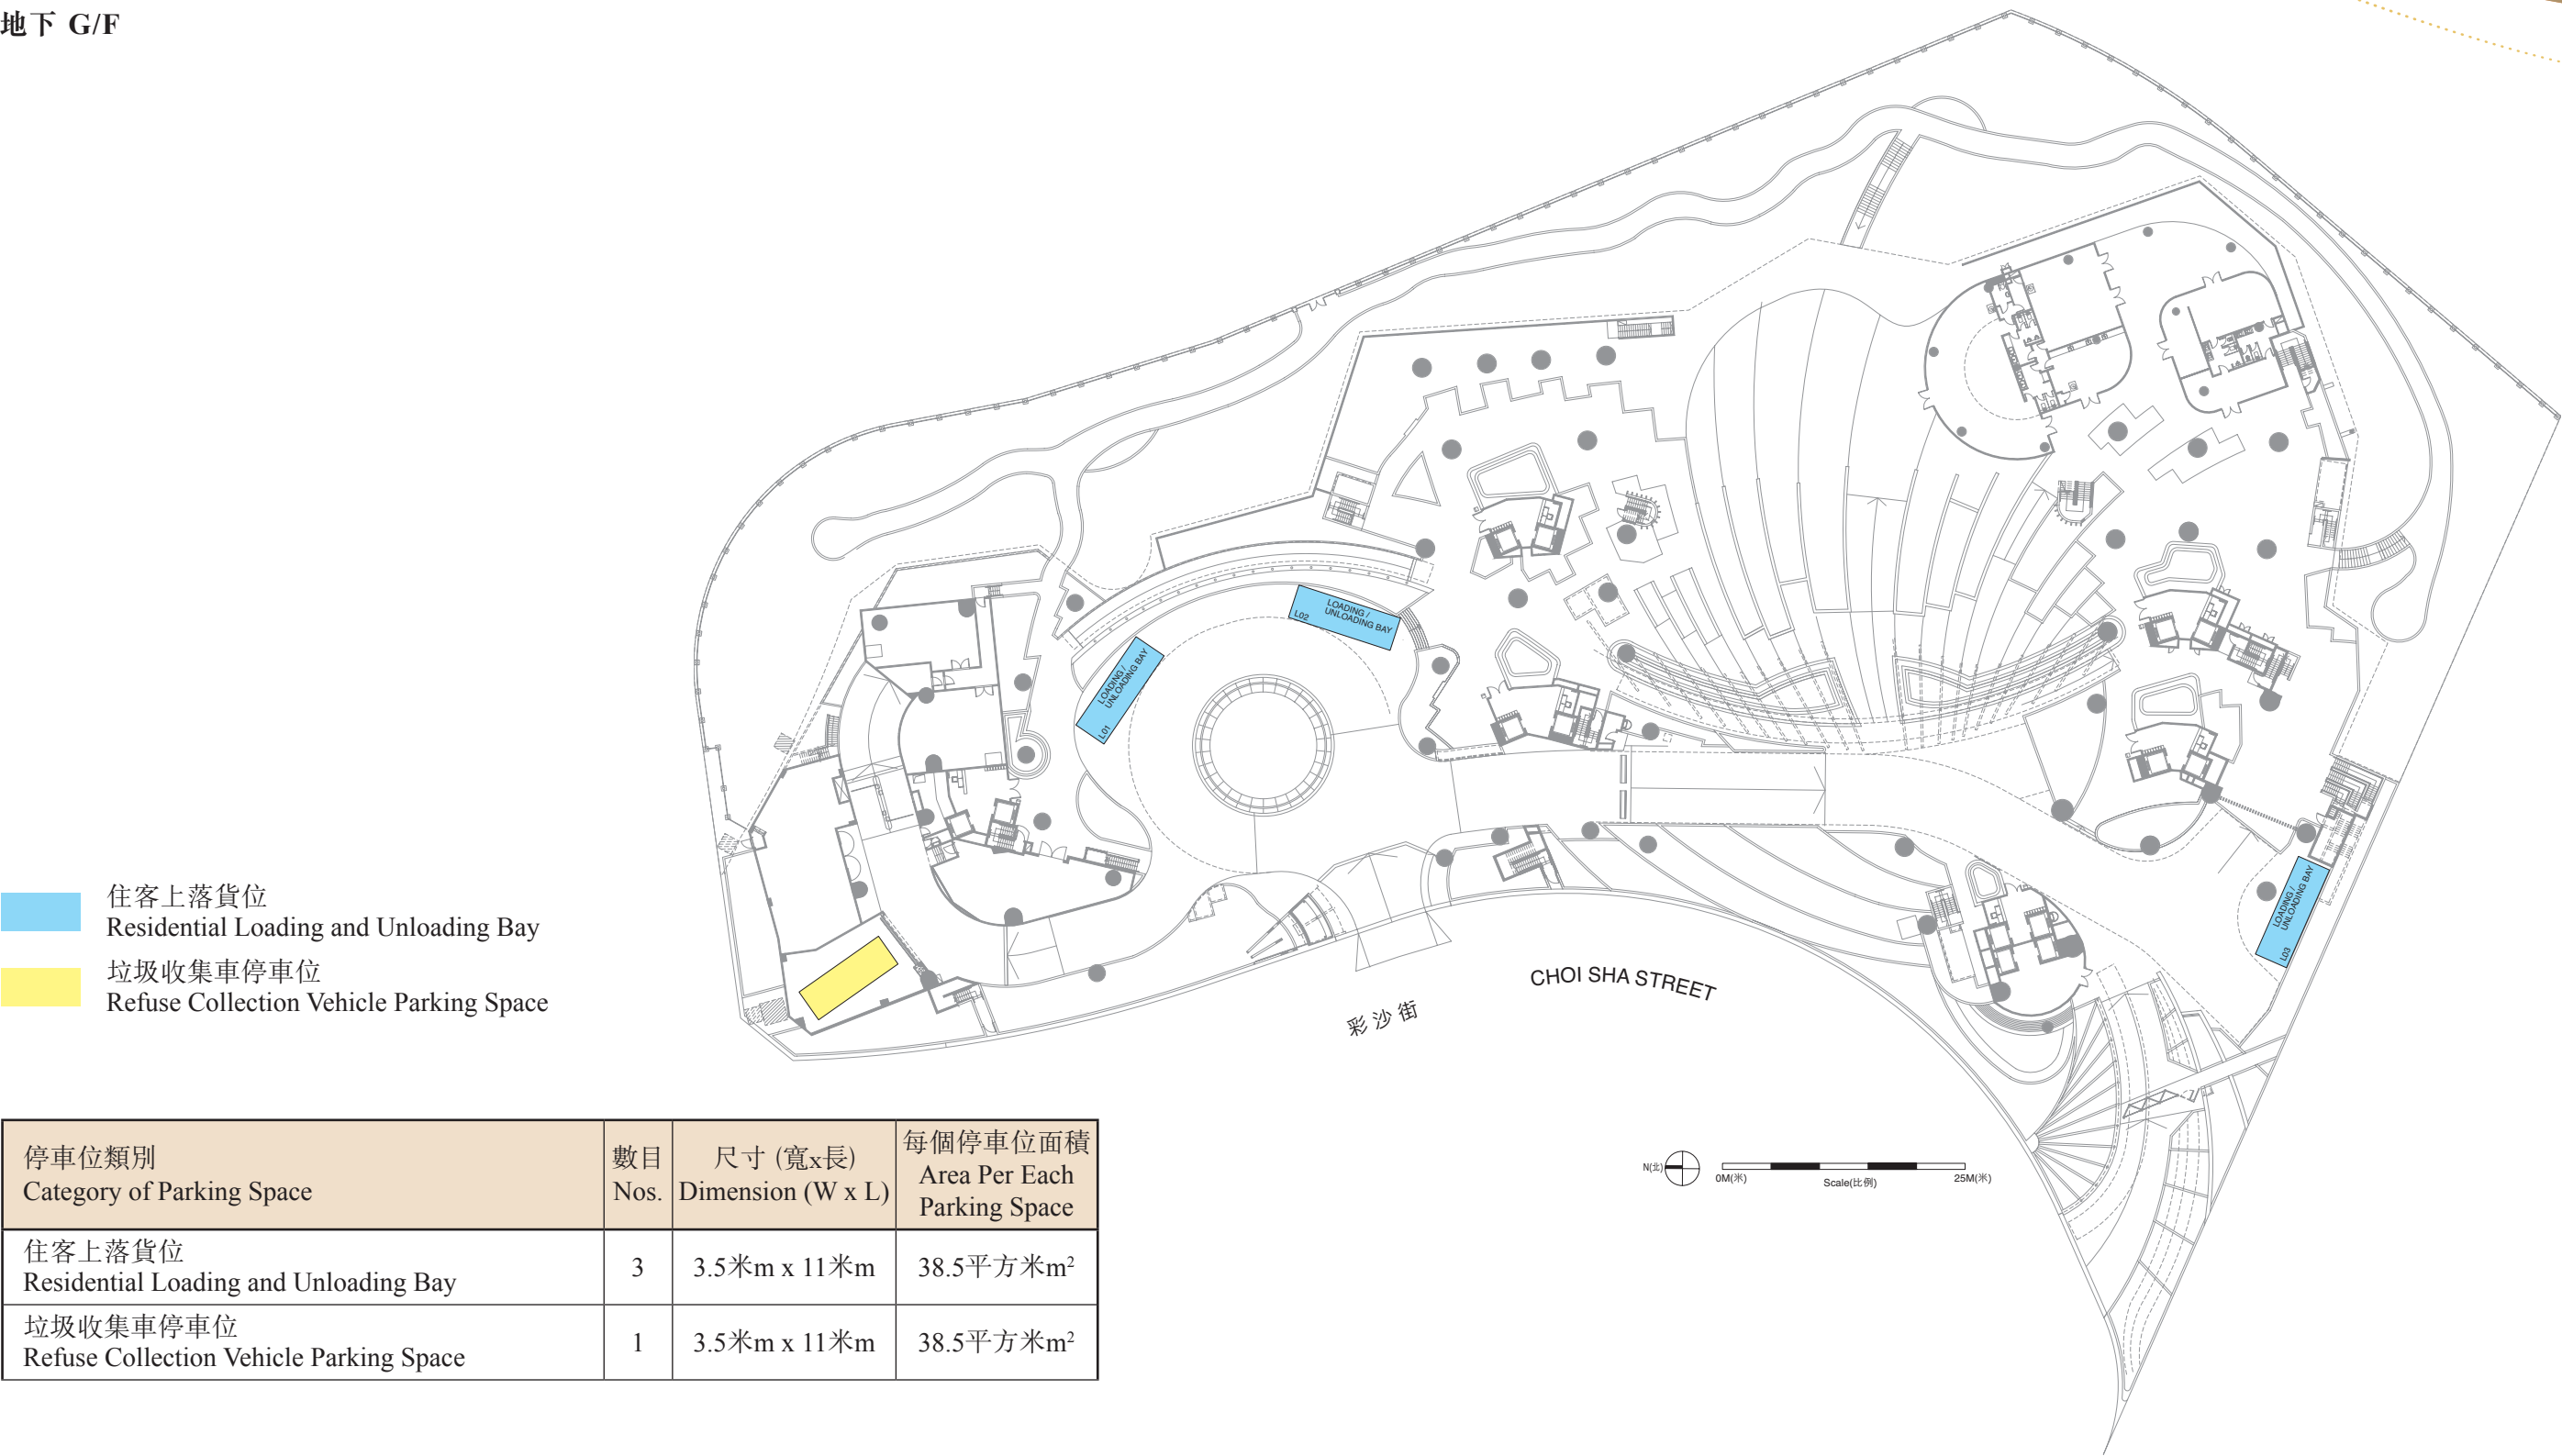 地下 G/F
LOADING /
UNLOADING BAY
L02
LOADING /
UNLOADING BAY
L01
LOADING /
UNLOADING BAY
L03
住客上落貨位
Residential Loading and Unloading Bay
垃圾收集車停車位
Refuse Collection Vehicle Parking Space
CHOI SHA STREET
彩沙街
N(北)
0M(米)
Scale(比例)
25M(米)
停車位類別
Category of Parking Space
數目
Nos.
尺寸 (寬x長)
Dimension (W x L)
每個停車位面積
Area Per Each
Parking Space
住客上落貨位
Residential Loading and Unloading Bay
3
3.5米m x 11米m
38.5平方米m²
垃圾收集車停車位
Refuse Collection Vehicle Parking Space
1
3.5米m x 11米m
38.5平方米m²